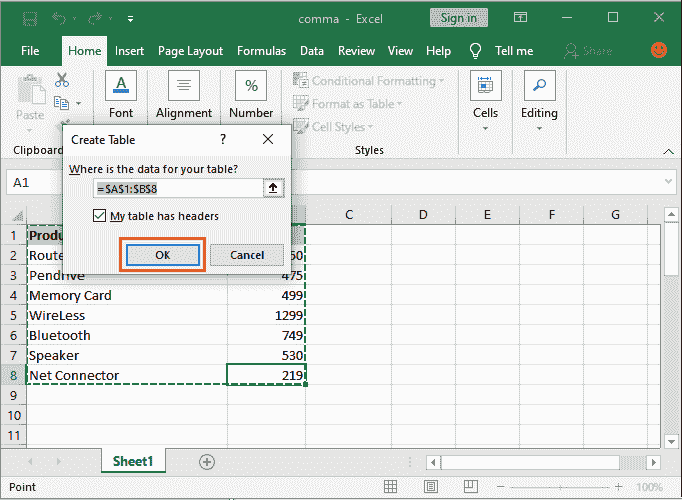 comma - Excel
Sign in
File Home Insert Page Layout Formulas Data Review View Help Tell me Share
Paste
Font
Alignment
%
Number
Conditional Formatting
Format as Table
Cell Styles
Cells
Editing
Clipboard
Styles
Create Table ?
Where is the data for your table?
=$A$1:$B$8
My table has headers
OK Cancel
A1
C D E F G
1 Produ
2 Route 50
3 Pendrive 475
4 Memory Card 499
5 WireLess 1299
6 Bluetooth 749
7 Speaker 530
8 Net Connector 219
9
10
11
Sheet1
Point 100%